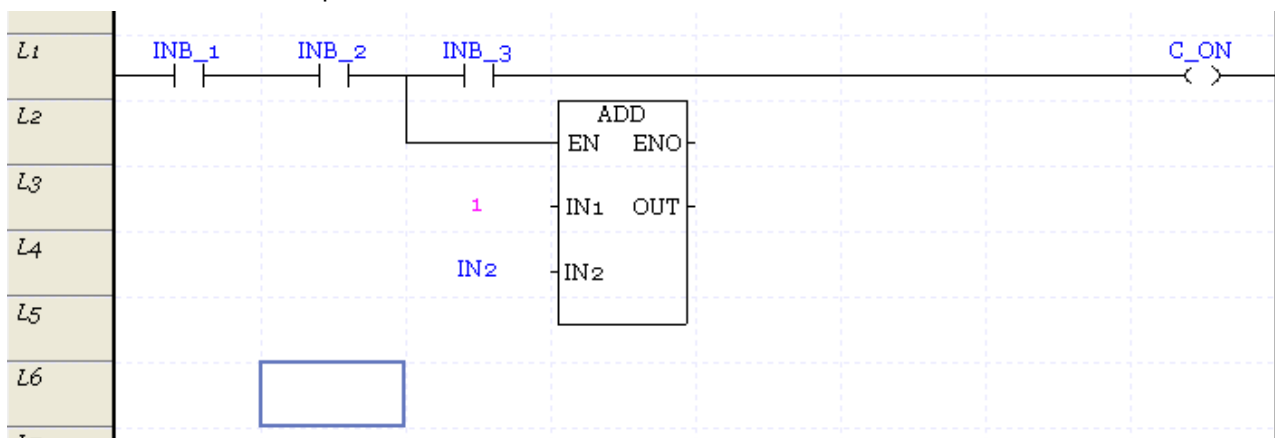 L1 INB_1 INB_2 INB_3 C_ON
L2 ADD
EN ENO
L3 1 IN1 OUT
L4 IN2 IN2
L5
L6